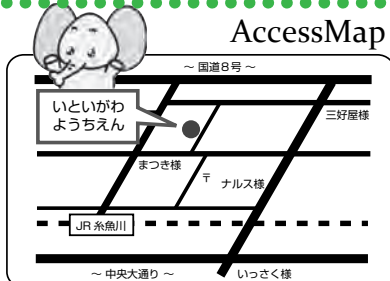 AccessMap
～ 国道8号 ～
いといがわ
ようちえん
三好屋様
まつき様
〒
ナルス様
JR 糸魚川
～ 中央大通り ～
いっさく様